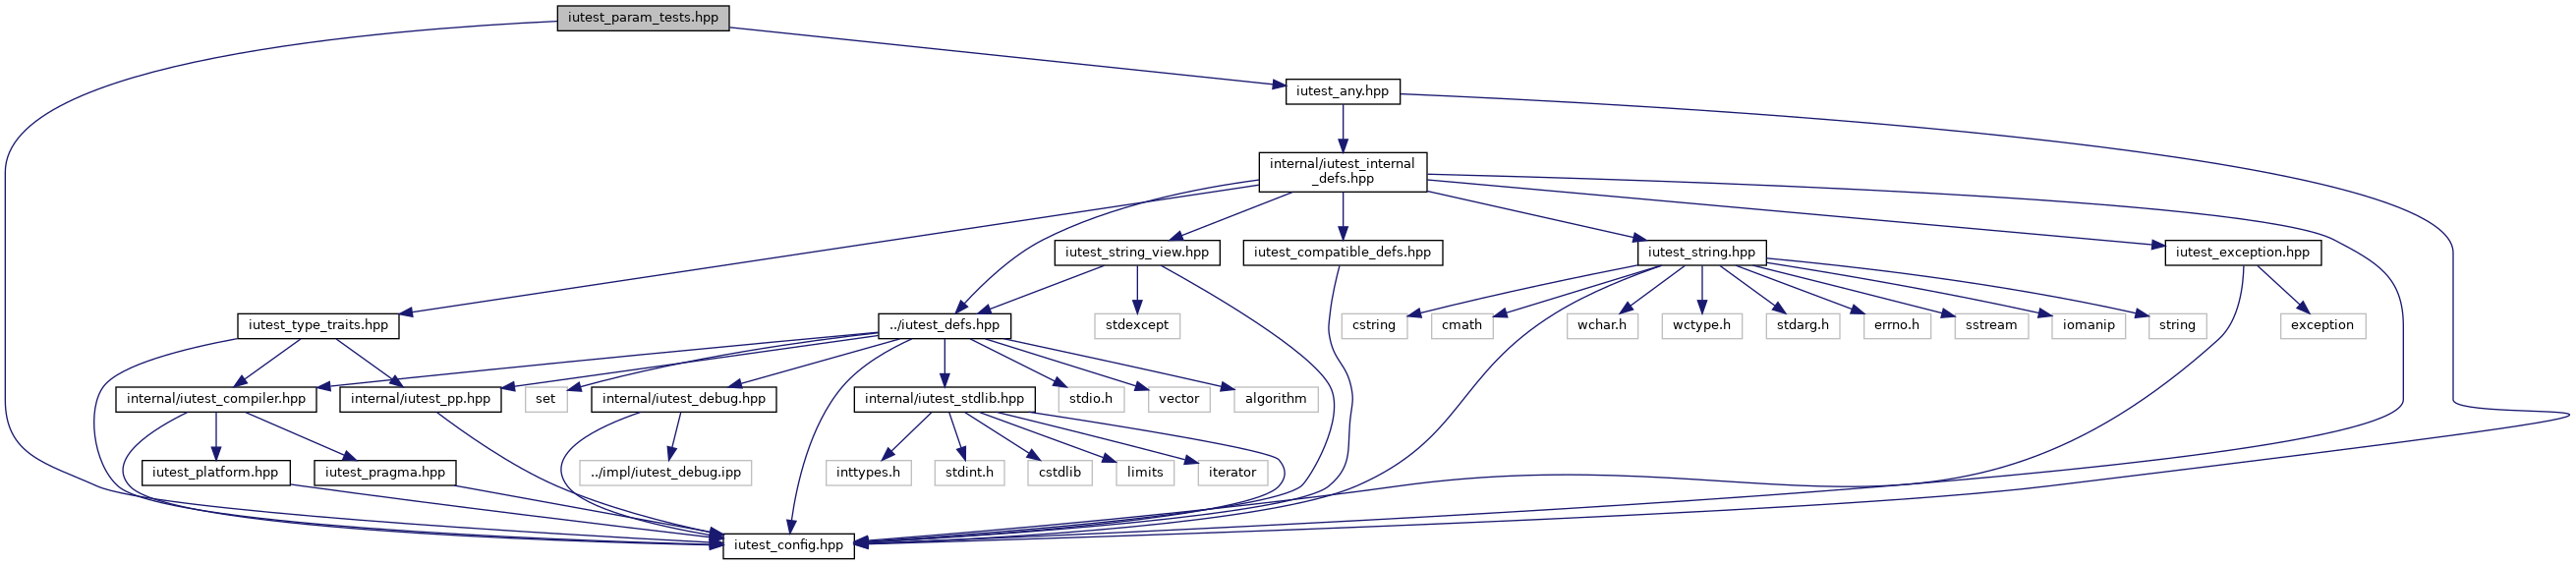 iutest_param_tests.hpp
iutest_any.hpp
internal/iutest_internal
_defs.hpp
iutest_string_view.hpp
iutest_compatible_defs.hpp
iutest_string.hpp
iutest_exception.hpp
iutest_type_traits.hpp
../iutest_defs.hpp
stdexcept
cstring
cmath
wchar.h
wctype.h
stdarg.h
errno.h
sstream
iomanip
string
exception
internal/iutest_compiler.hpp
internal/iutest_pp.hpp
set
internal/iutest_debug.hpp
internal/iutest_stdlib.hpp
stdio.h
vector
algorithm
iutest_platform.hpp
iutest_pragma.hpp
../impl/iutest_debug.ipp
inttypes.h
stdint.h
cstdlib
limits
iterator
iutest_config.hpp